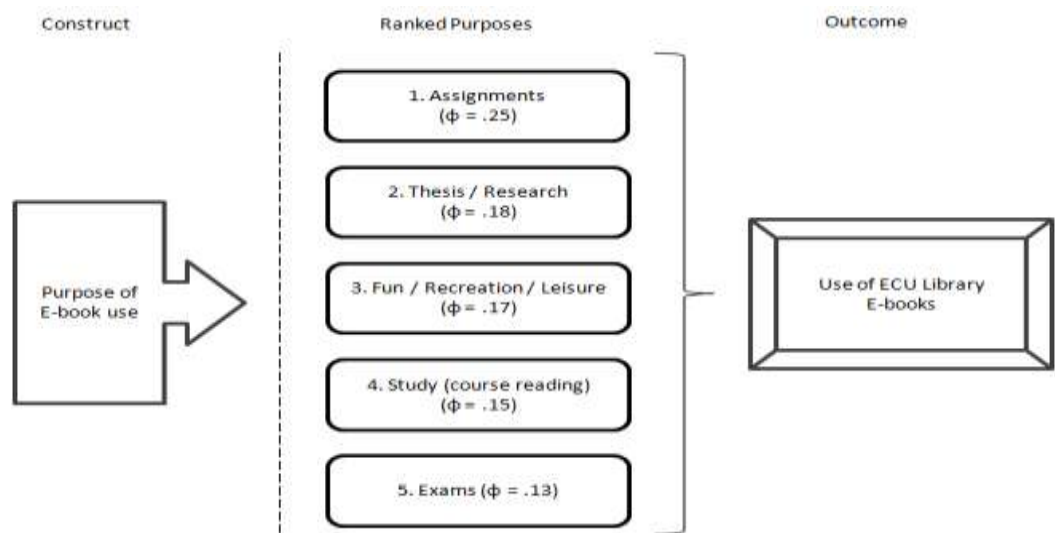 Construct
Ranked Purposes
Outcome
1. Assignments
(ϕ = .25)
2. Thesis / Research
(ϕ = .18)
3. Fun / Recreation / Leisure
(ϕ = .17)
4. Study (course reading)
(ϕ = .15)
5. Exams (ϕ = .13)
Purpose of
E-book use
Use of ECU Library
E-books